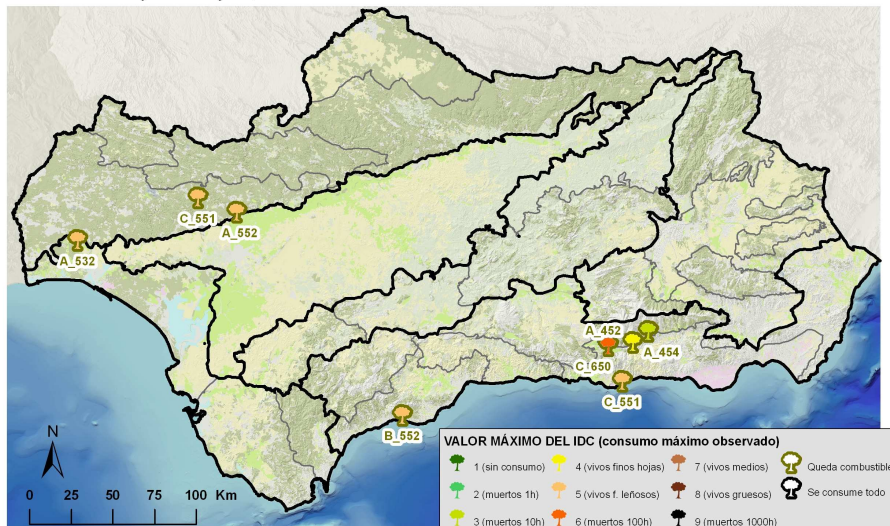 C_551
A_552
A_532
A_452
A_454
C_650
C_551
B_552
N
0 25 50 75 100 Km
VALOR MÁXIMO DEL IDC (consumo máximo observado)
1 (sin consumo) 4 (vivos finos hojas) 7 (vivos medios) Queda combustible
2 (muertos 1h) 5 (vivos f. leñosos) 8 (vivos gruesos) Se consume todo
3 (muertos 10h) 6 (muertos 100h) 9 (muertos 1000h)